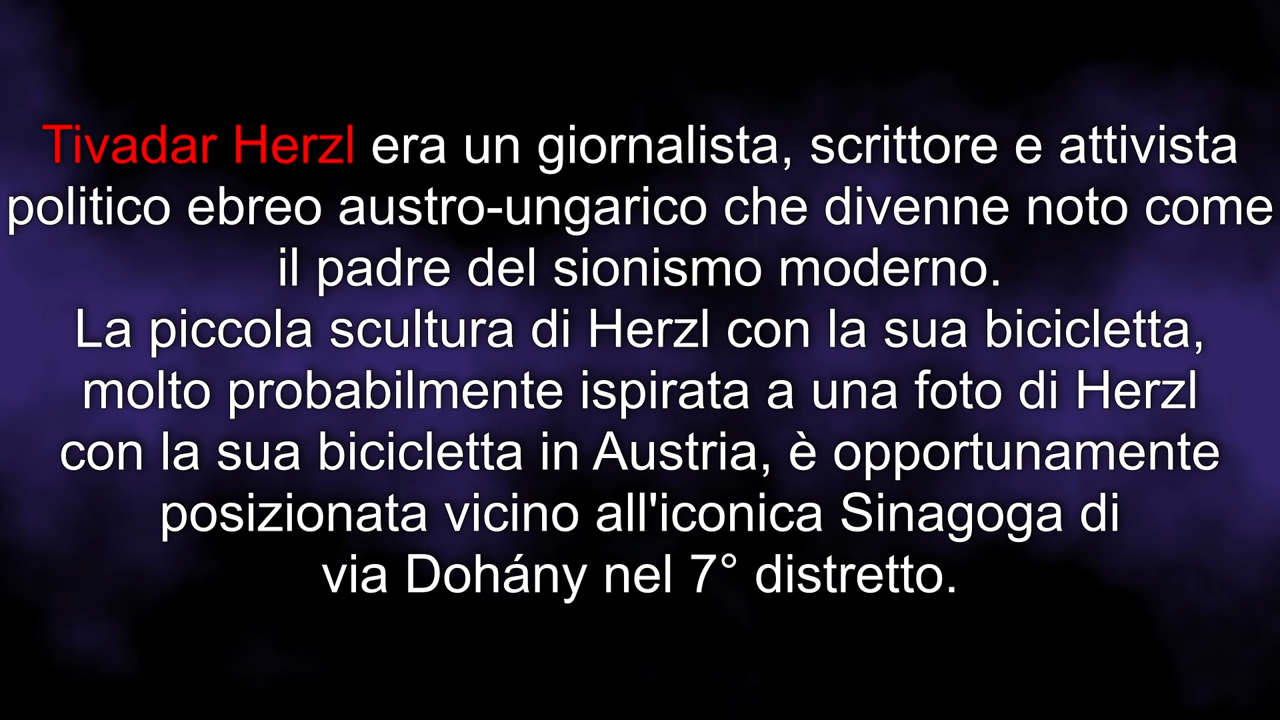 Tivadar Herzl era un giornalista, scrittore e attivista
politico ebreo austro-ungarico che divenne noto come
il padre del sionismo moderno.
La piccola scultura di Herzl con la sua bicicletta,
molto probabilmente ispirata a una foto di Herzl
con la sua bicicletta in Austria, è opportunamente
posizionata vicino all'iconica Sinagoga di
via Dohány nel 7° distretto.